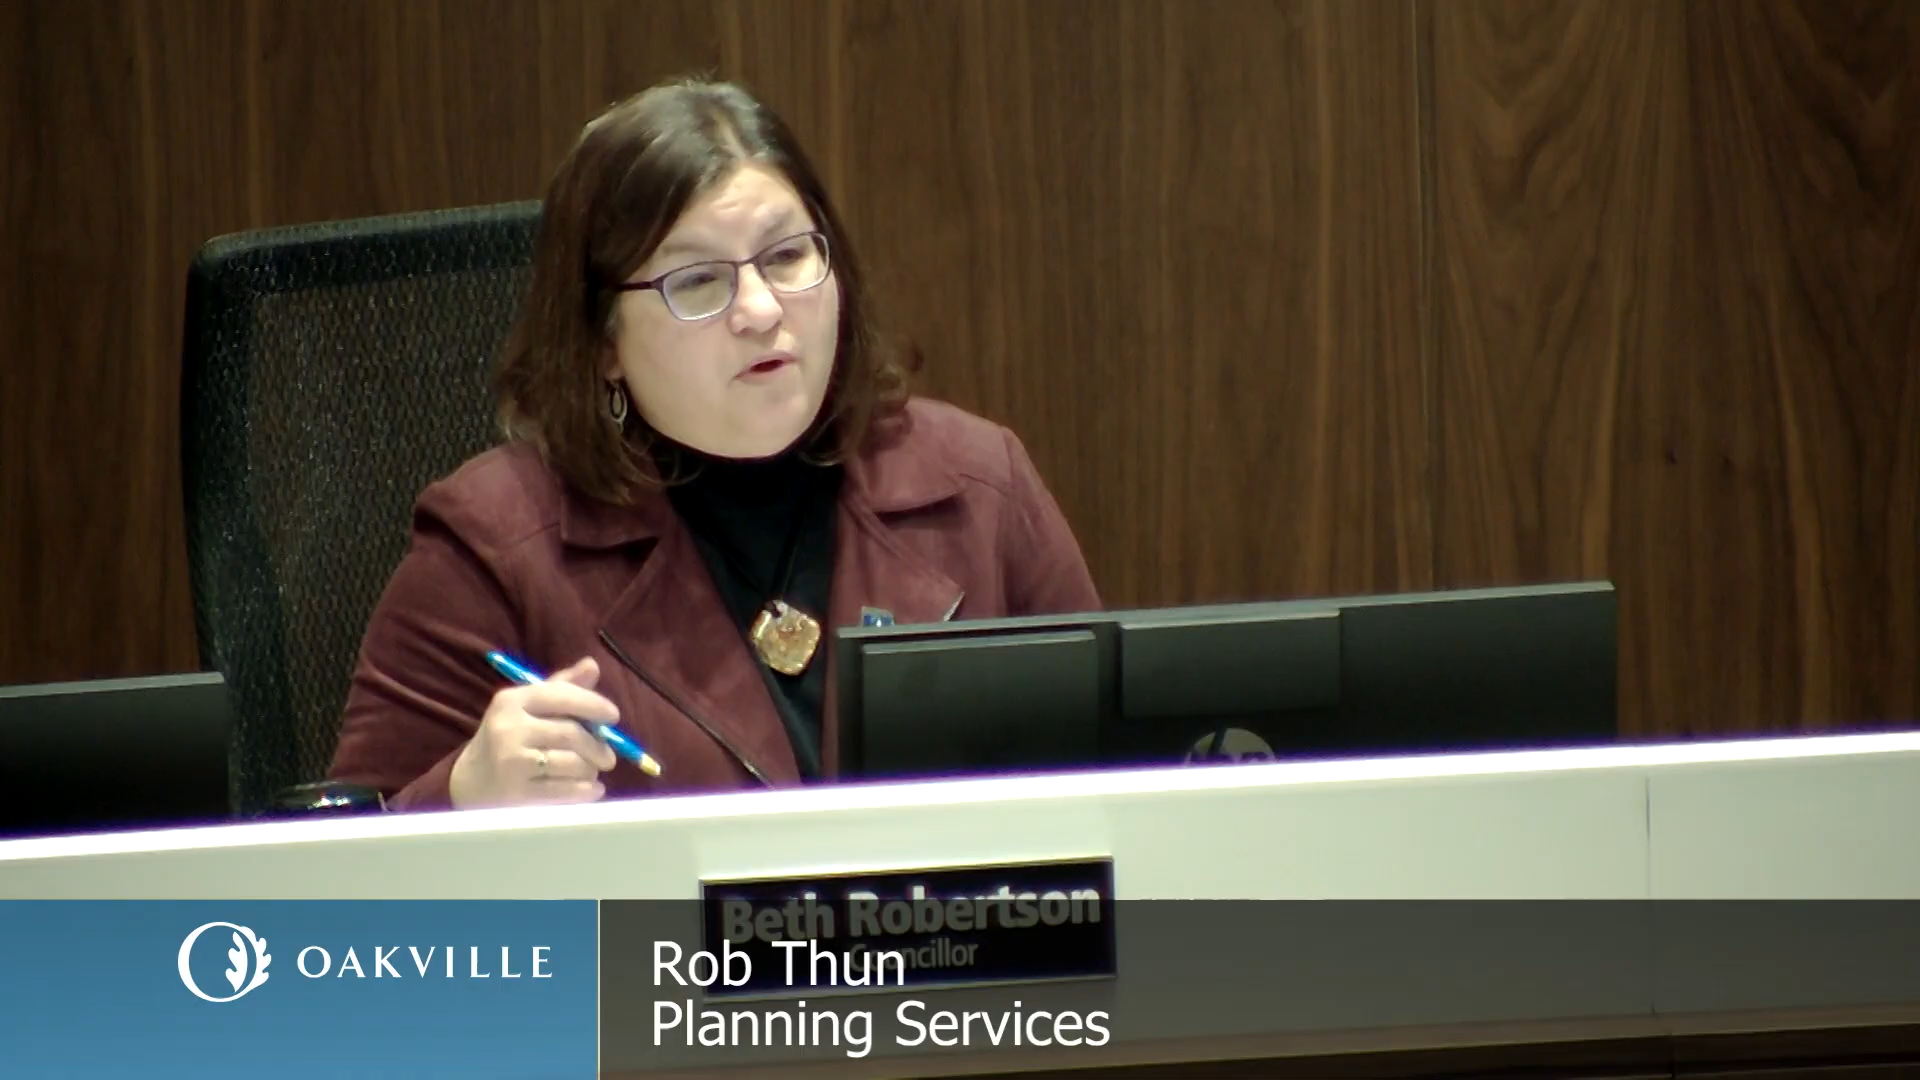 Beth Robertson
Councillor
OAKVILLE
Rob Thun
Planning Services